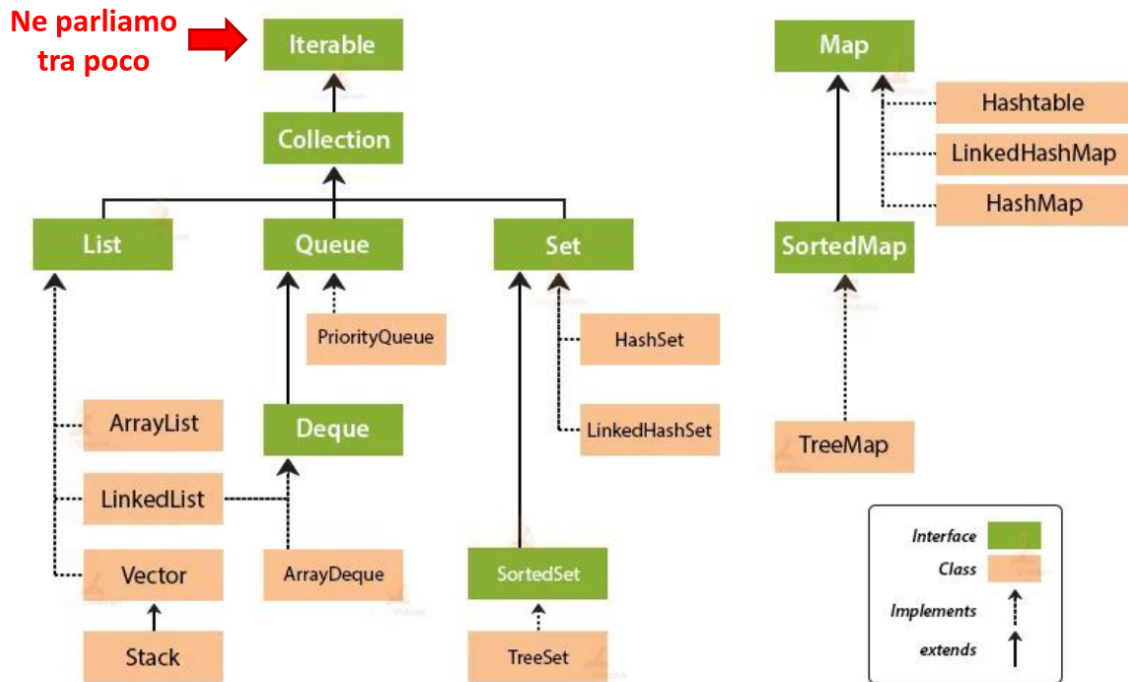 Ne parliamo
tra poco
Iterable
Collection
List
Queue
Set
PriorityQueue
HashSet
ArrayList
Deque
LinkedHashSet
LinkedList
Vector
ArrayDeque
SortedSet
Stack
TreeSet
Map
Hashtable
LinkedHashMap
HashMap
SortedMap
TreeMap
Interface
Class
Implements
extends